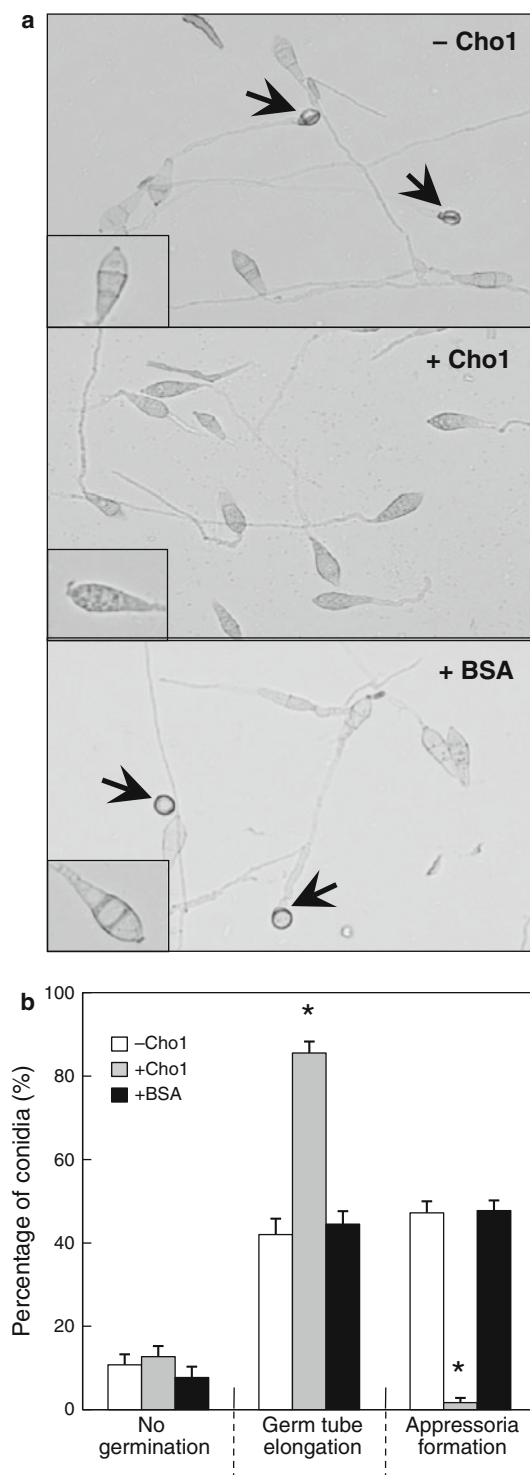 a
– Cho1
+ Cho1
+ BSA
b
100
80
60
40
20
0
Percentage of conidia (%)
–Cho1
+Cho1
+BSA
*
*
No
germination
Germ tube
elongation
Appressoria
formation